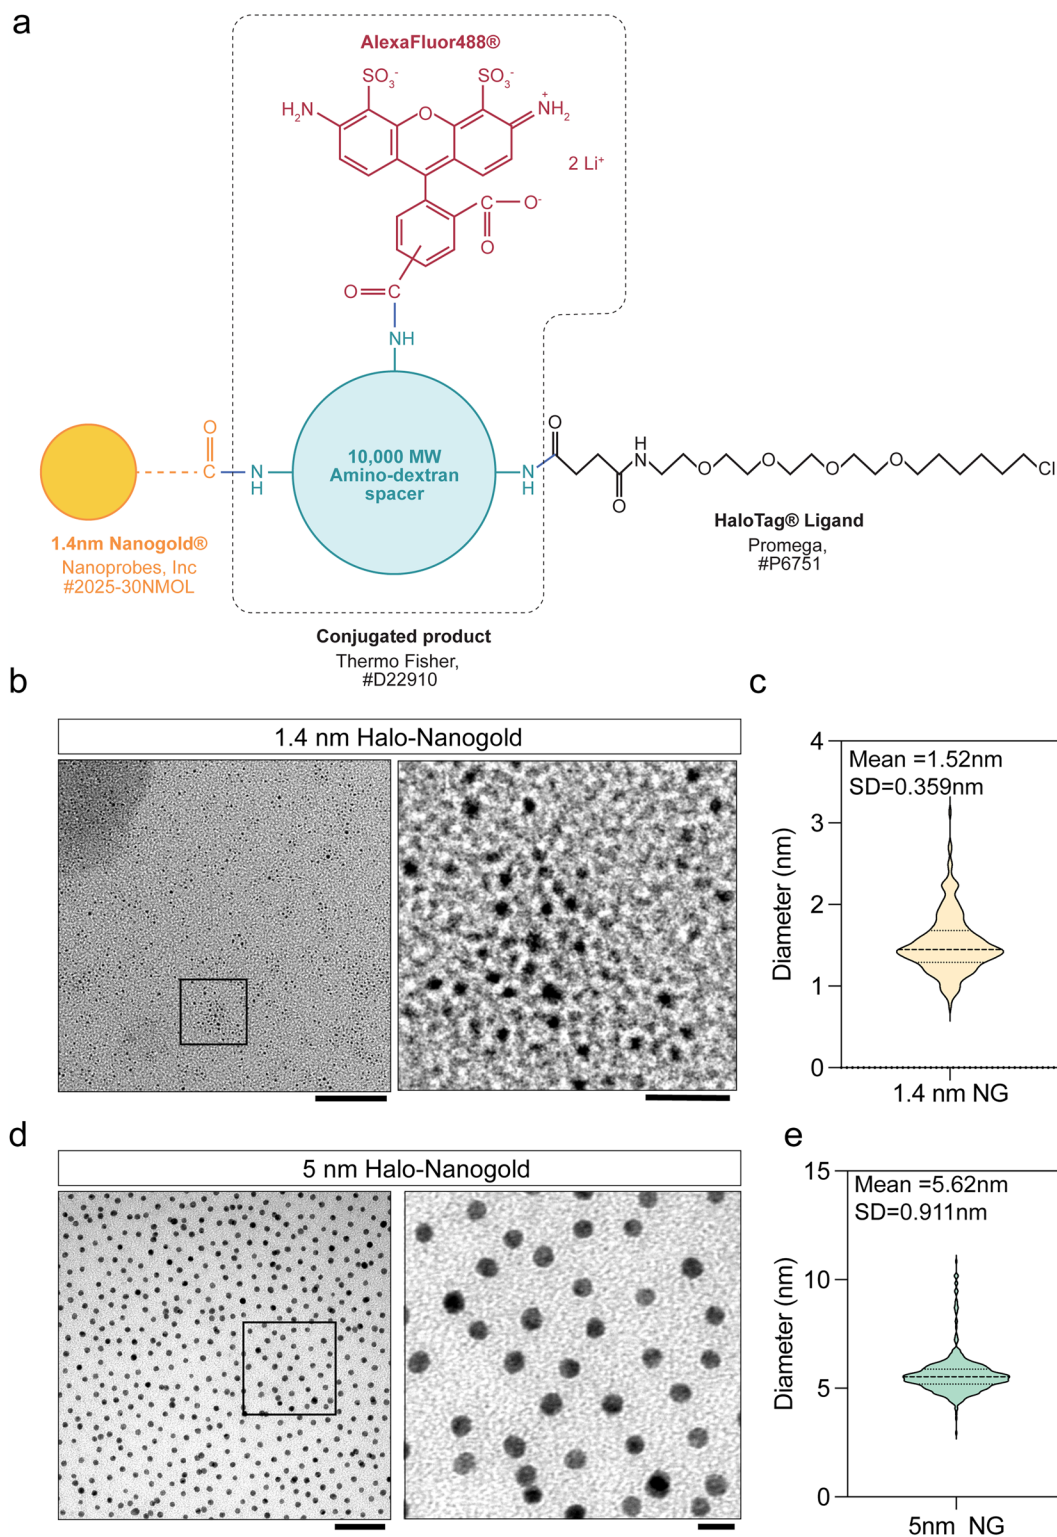 a
AlexaFluor488®
SO₃⁻
SO₃⁻
H₂N
O
+
NH₂
2 Li⁺
C
O⁻
O
O
C
NH
O
C
N
H
10,000 MW
Amino-dextran
spacer
N
H
O
O
H
N
O
O
O
O
Cl
1.4nm Nanogold®
Nanoprobes, Inc
#2025-30NMOL
HaloTag® Ligand
Promega,
#P6751
Conjugated product
Thermo Fisher,
#D22910
b
1.4 nm Halo-Nanogold
c
4
3
2
1
0
Diameter (nm)
Mean =1.52nm
SD=0.359nm
1.4 nm NG
d
5 nm Halo-Nanogold
e
15
10
5
0
Diameter (nm)
Mean =5.62nm
SD=0.911nm
5nm NG